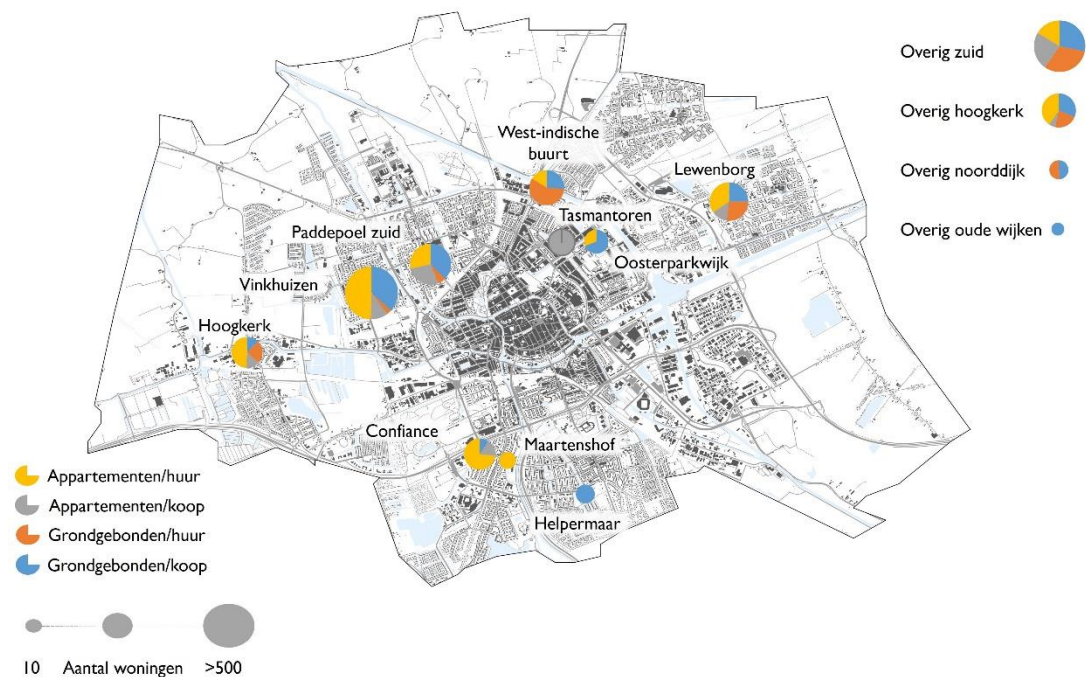 West-indische
buurt
Lewenborg
Tasmantoren
Paddepoel zuid
Oosterparkwijk
Vinkhuizen
Hoogkerk
Confiance
Maartenshof
Helpermaar
Overig zuid
Overig hoogkerk
Overig noorddijk
Overig oude wijken
Appartementen/huur
Appartementen/koop
Grondgebonden/huur
Grondgebonden/koop
10 Aantal woningen >500